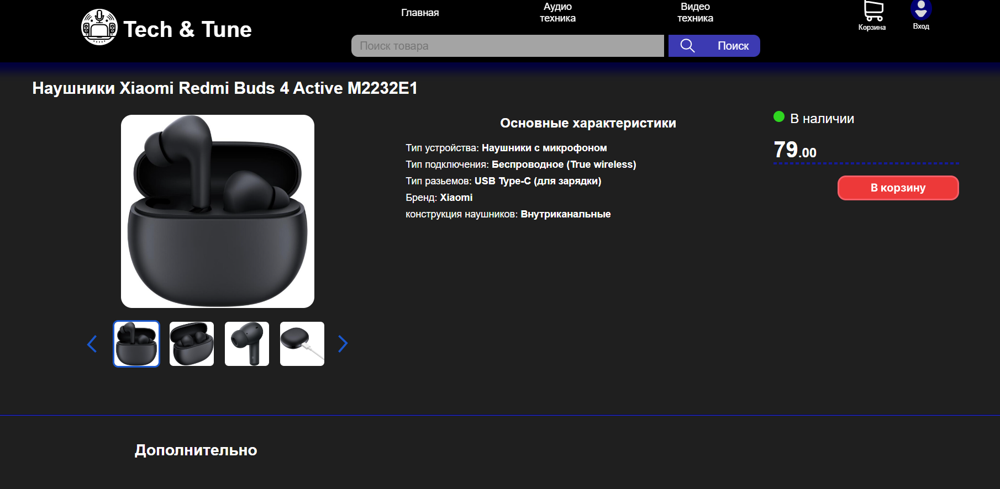 Tech & Tune
Главная
Аудио
техника
Видео
техника
Корзина
Вход
Поиск товара
Поиск
Наушники Xiaomi Redmi Buds 4 Active M2232E1
Основные характеристики
Тип устройства: Наушники с микрофоном
Тип подключения: Беспроводное (True wireless)
Тип разьемов: USB Type-C (для зарядки)
Бренд: Xiaomi
конструкция наушников: Внутриканальные
В наличии
79.00
В корзину
Дополнительно